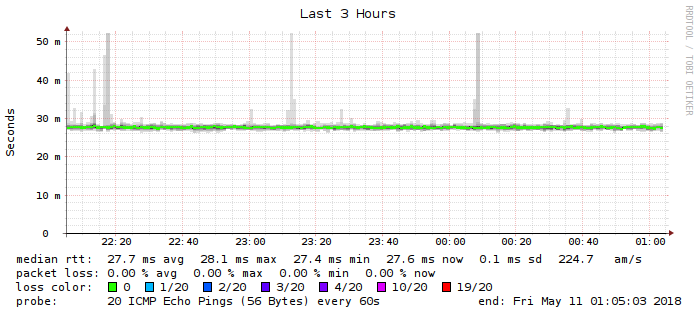 Last 3 Hours
RRDTOOL / TOBI OETIKER
Seconds
50 m
40 m
30 m
20 m
10 m
0
22:20 22:40 23:00 23:20 23:40 00:00 00:20 00:40 01:00
median rtt: 27.7 ms avg 28.1 ms max 27.4 ms min 27.6 ms now 0.1 ms sd 224.7 am/s
packet loss: 0.00 % avg 0.00 % max 0.00 % min 0.00 % now
loss color: 0 1/20 2/20 3/20 4/20 10/20 19/20
probe: 20 ICMP Echo Pings (56 Bytes) every 60s end: Fri May 11 01:05:03 2018